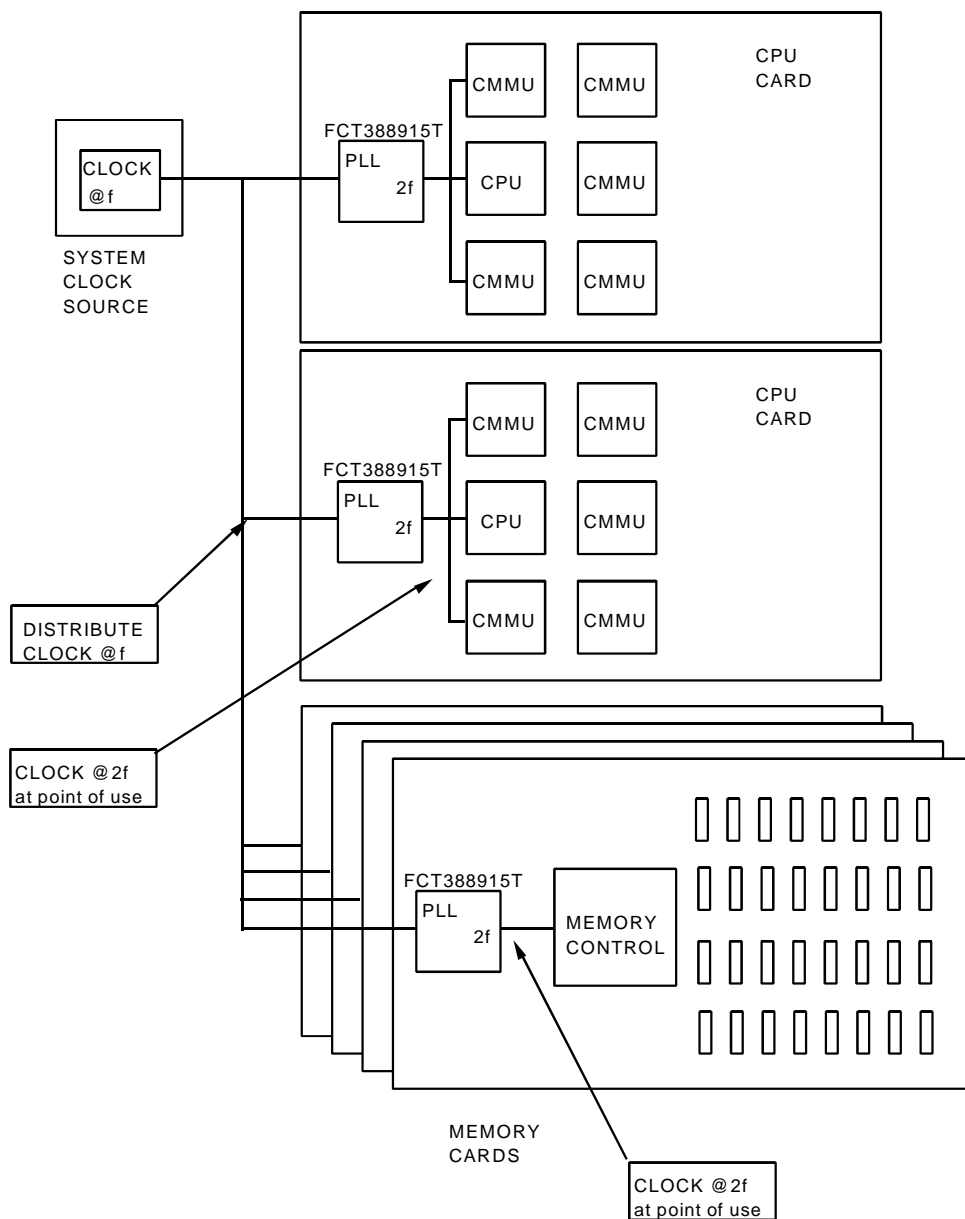 CPU
CARD
CMMU
CMMU
FCT388915T
PLL
2f
CPU
CMMU
CMMU
CMMU
CLOCK
@f
SYSTEM
CLOCK
SOURCE
CPU
CARD
CMMU
CMMU
FCT388915T
PLL
2f
CPU
CMMU
CMMU
CMMU
DISTRIBUTE
CLOCK @f
CLOCK @2f
at point of use
FCT388915T
PLL
2f
MEMORY
CONTROL
MEMORY
CARDS
CLOCK @2f
at point of use